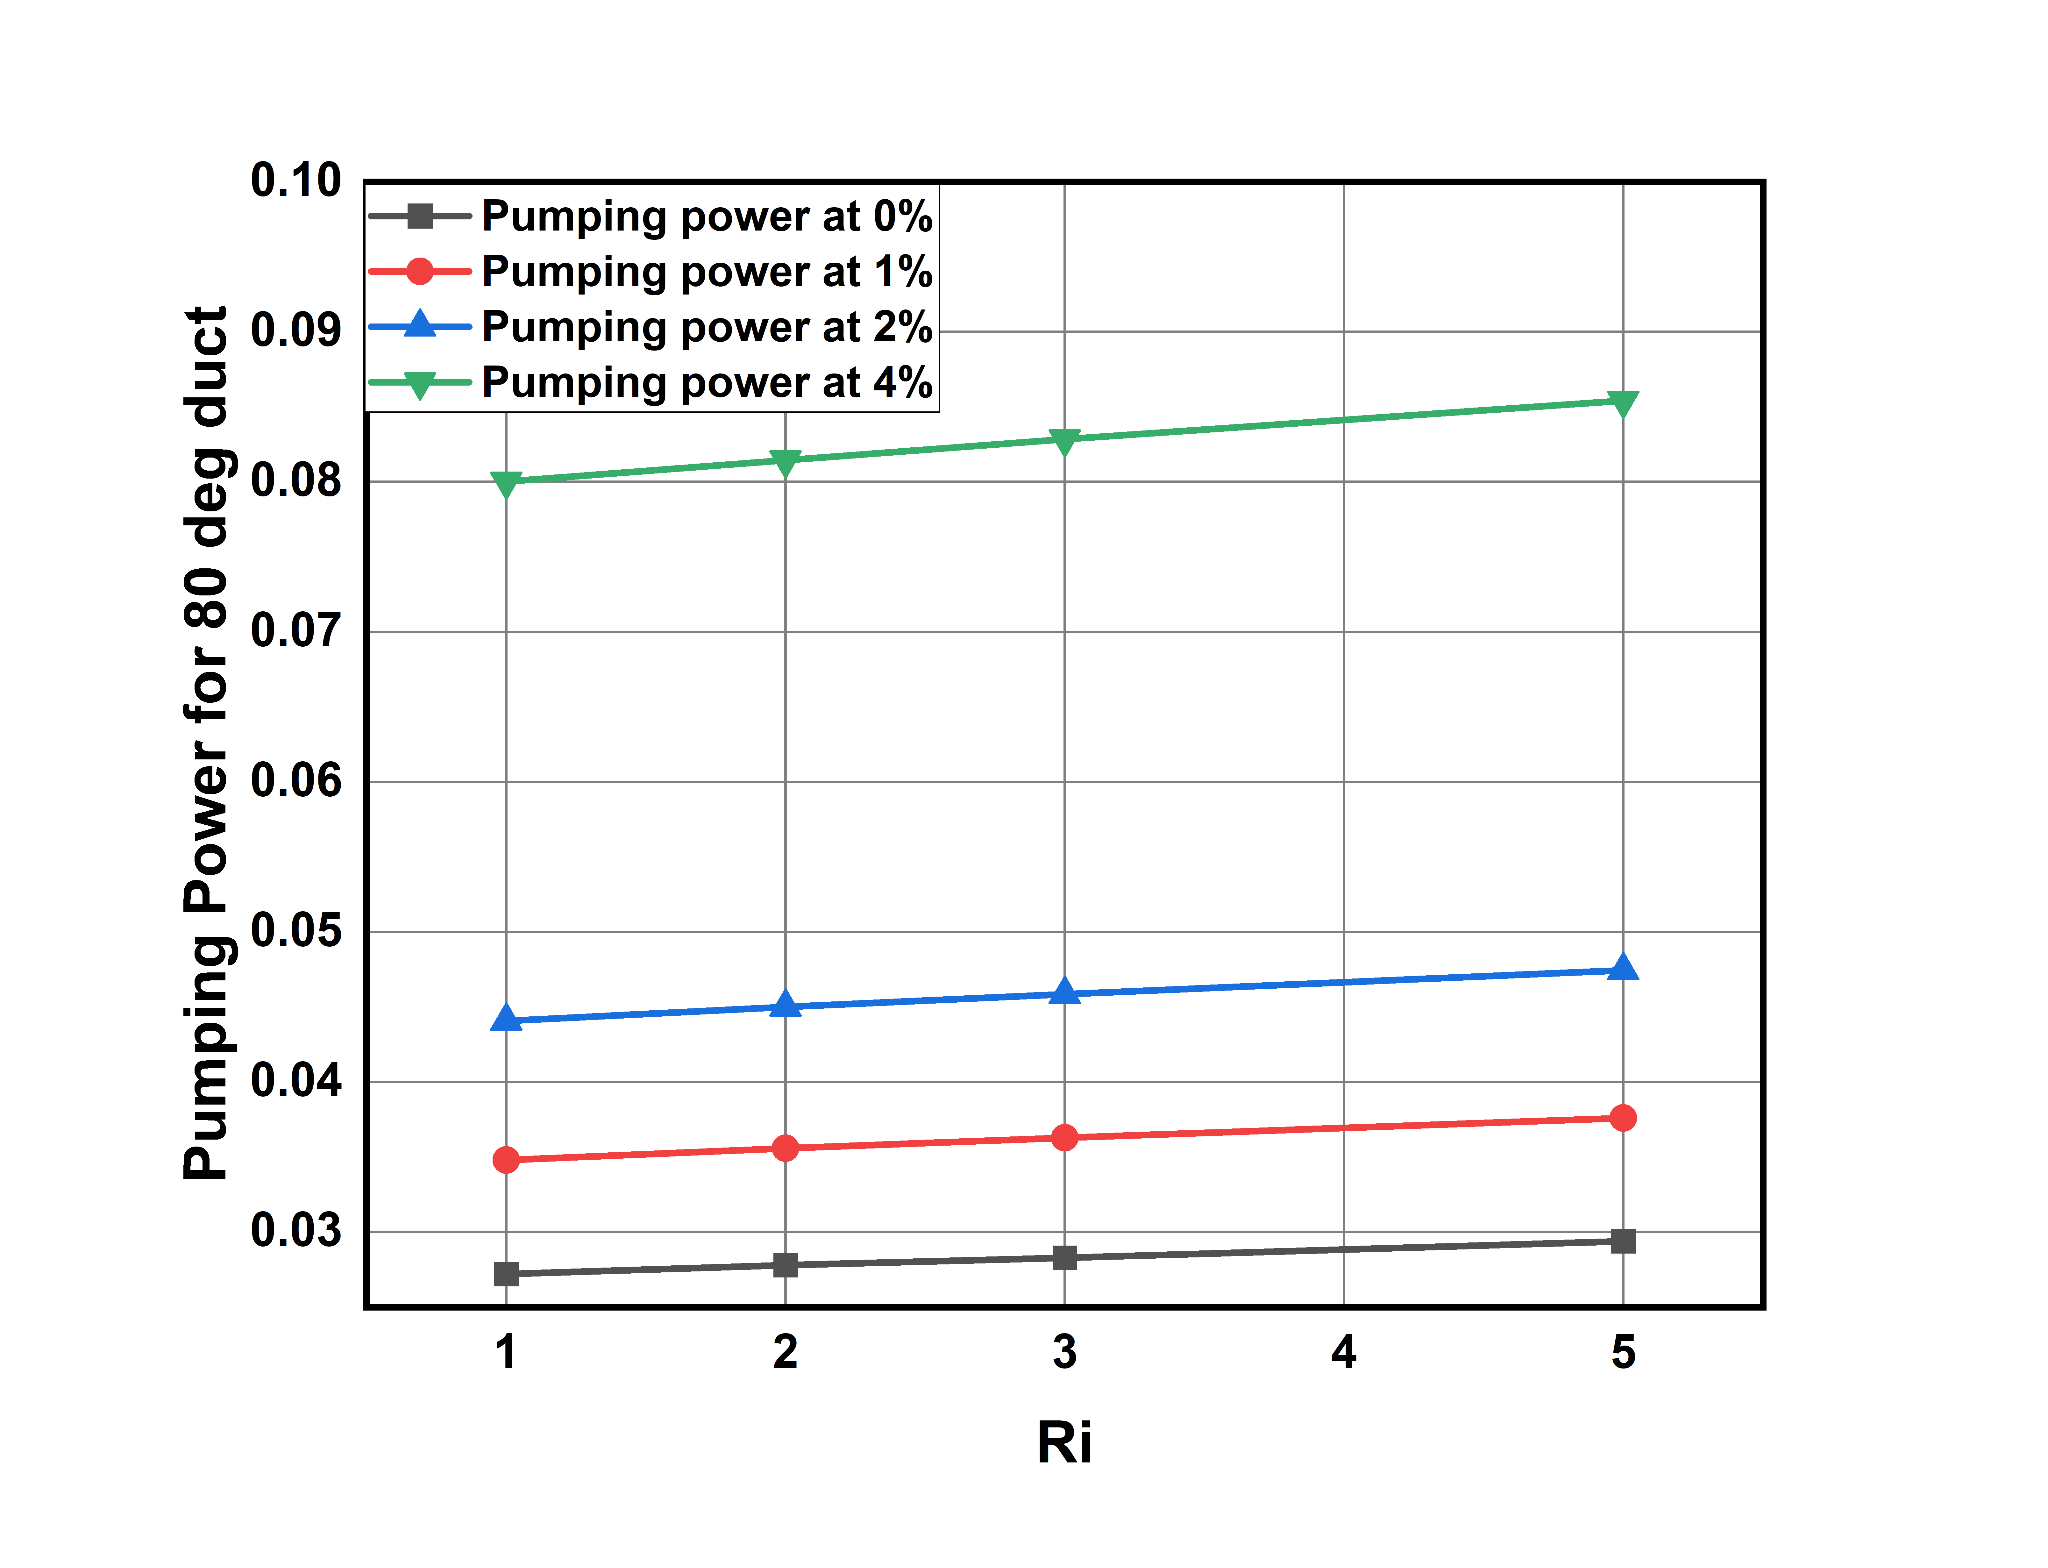 Pumping power at 0%
Pumping power at 1%
Pumping power at 2%
Pumping power at 4%
Pumping Power for 80 deg duct
0.10
0.09
0.08
0.07
0.06
0.05
0.04
0.03
1 2 3 4 5
Ri